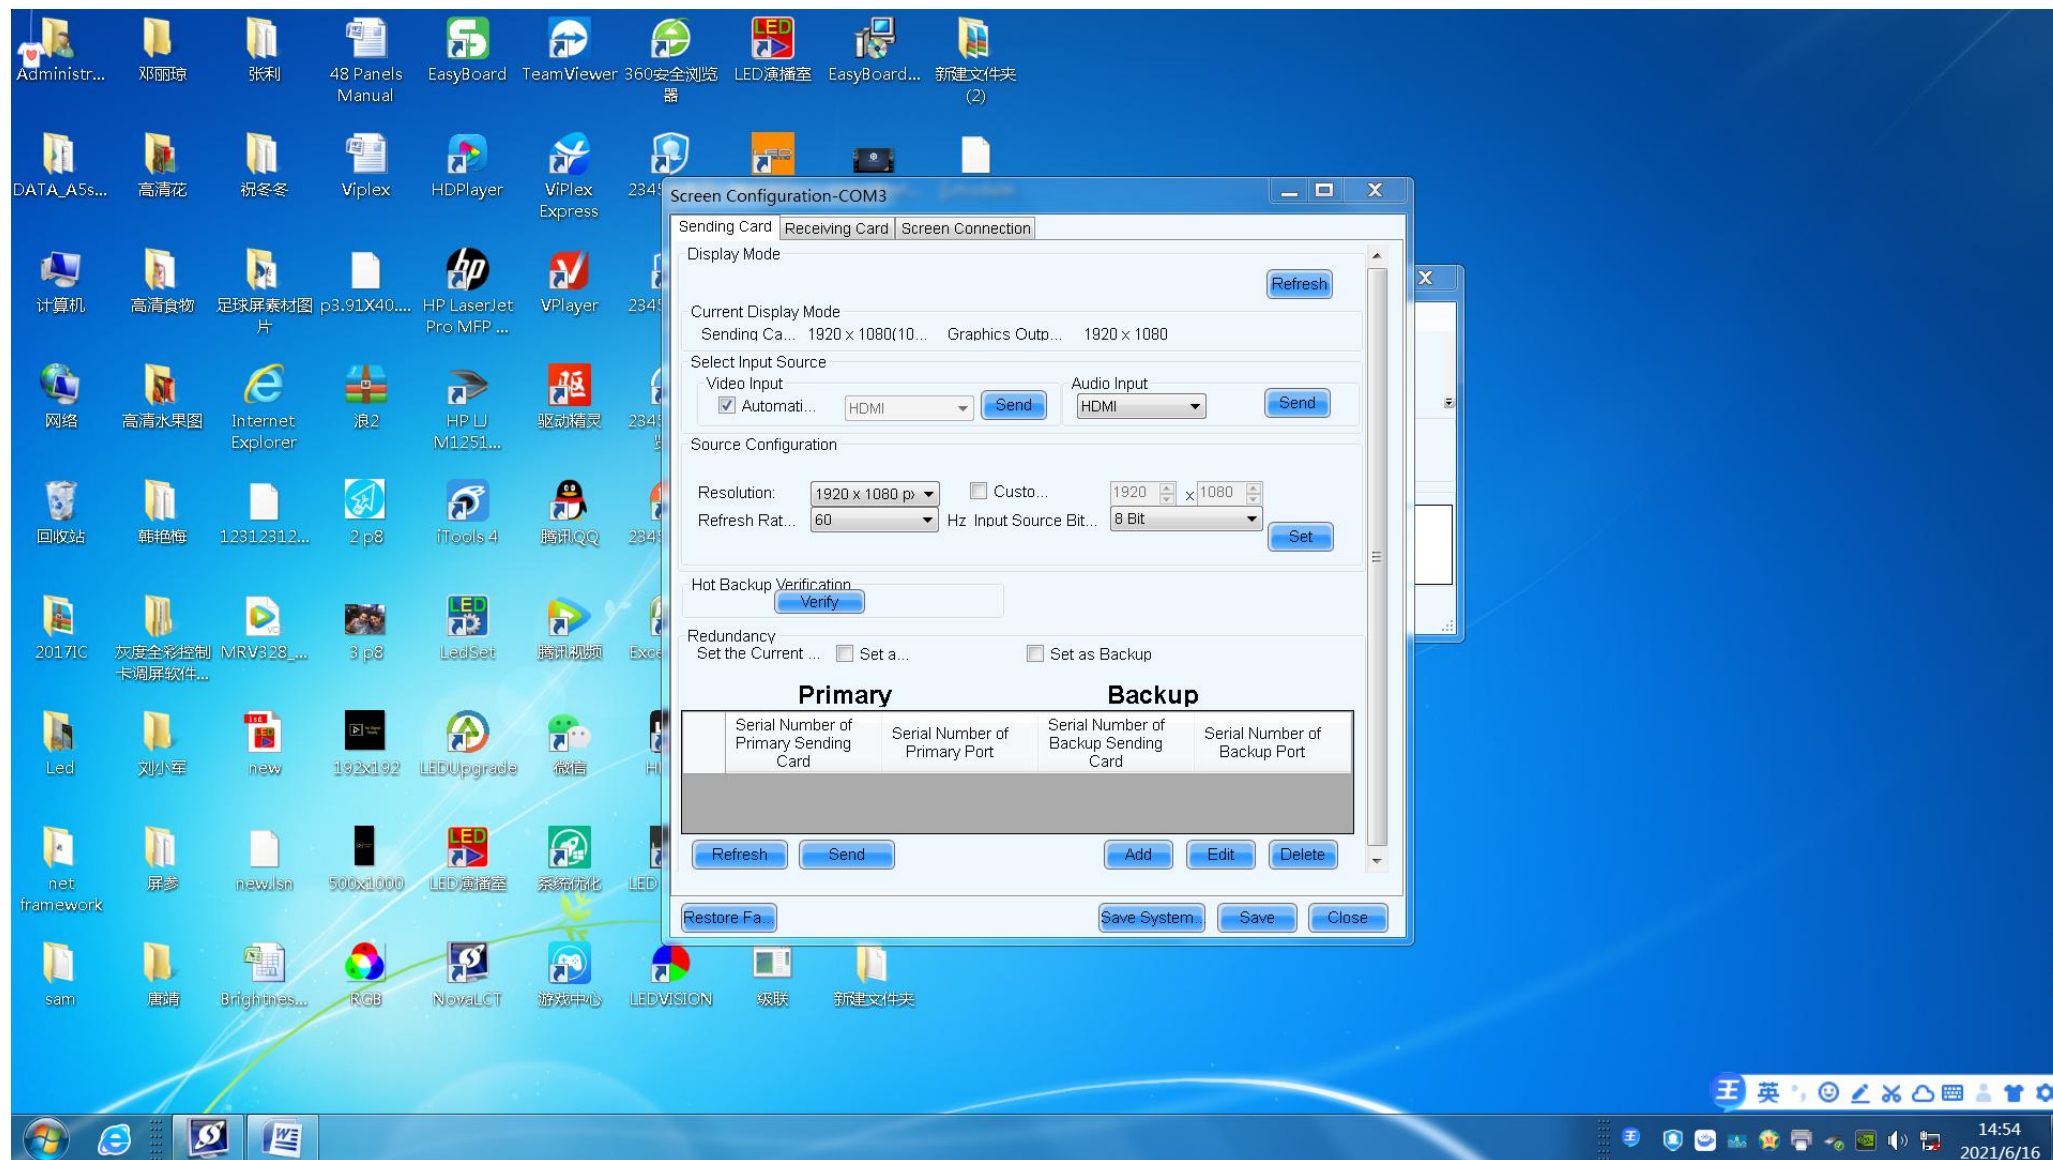 Administr...
邓丽琼
张利
48 Panels
Manual
EasyBoard
TeamViewer
360安全浏览
器
LED演播室
EasyBoard...
新建文件夹
(2)
DATA_A5s...
高清花
祝冬冬
Viplex
HDPlayer
ViPlex
Express
Screen Configuration-COM3
Sending Card
Receiving Card
Screen Connection
Display Mode
Refresh
Current Display Mode
Sending Ca... 1920 x 1080(10... Graphics Outp... 1920 x 1080
Select Input Source
Video Input
Automati...
HDMI
Send
Audio Input
HDMI
Send
Source Configuration
Resolution: 1920 x 1080 p
Custo... 1920 x 1080
Refresh Rat... 60 Hz Input Source Bit... 8 Bit
Set
Hot Backup Verification
Verify
Redundancy
Set the Current ... Set a... Set as Backup
Primary
Backup
Serial Number of
Primary Sending
Card
Serial Number of
Primary Port
Serial Number of
Backup Sending
Card
Serial Number of
Backup Port
Refresh
Send
Add
Edit
Delete
Restore Fa...
Save System...
Save
Close
计算机
高清食物
足球屏素材图
片
p3.91X40....
HP LaserJet
Pro MFP ...
VPlayer
网络
高清水果图
Internet
Explorer
浪2
HP LJ
M1251...
驱动精灵
回收站
韩艳梅
12312312...
2 p8
iTools 4
腾讯QQ
2017IC
灰度全彩控制
卡调屏软件...
MRV328_...
3 p8
LedSet
腾讯视频
Led
刘小军
new
192x192
LEDUpgrade
微信
net
framework
屏参
new.lsn
500x1000
LED演播室
系统优化
LED
sam
唐靖
Brightnes...
RGB
NovaLCT
游戏中心
LEDVISION
级联
新建文件夹
王 英
14:54
2021/6/16